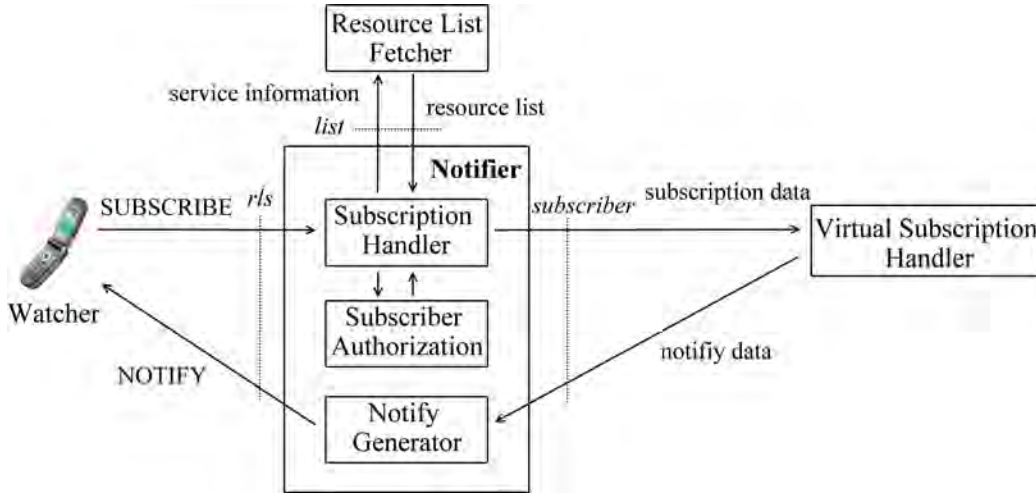 Resource List
Fetcher
service information
resource list
list
Notifier
SUBSCRIBE
rls
Subscription
Handler
subscriber
subscription data
Virtual Subscription
Handler
Watcher
Subscriber
Authorization
notifiy data
NOTIFY
Notify
Generator